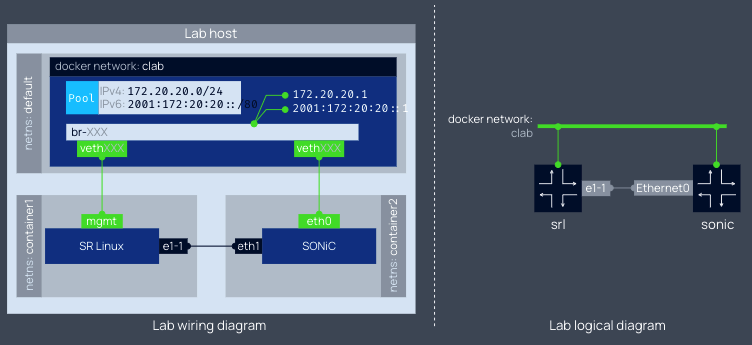 Lab host
netns: default
docker network: clab
Pool
IPv4: 172.20.20.0/24
IPv6: 2001:172:20:20::/80
172.20.20.1
2001:172:20:20::1
br-XXX
vethXXX
vethXXX
netns: container1
mgmt
SR Linux
e1-1
eth1
eth0
SONiC
netns: container2
Lab wiring diagram
docker network:
clab
e1-1
Ethernet0
srl
sonic
Lab logical diagram